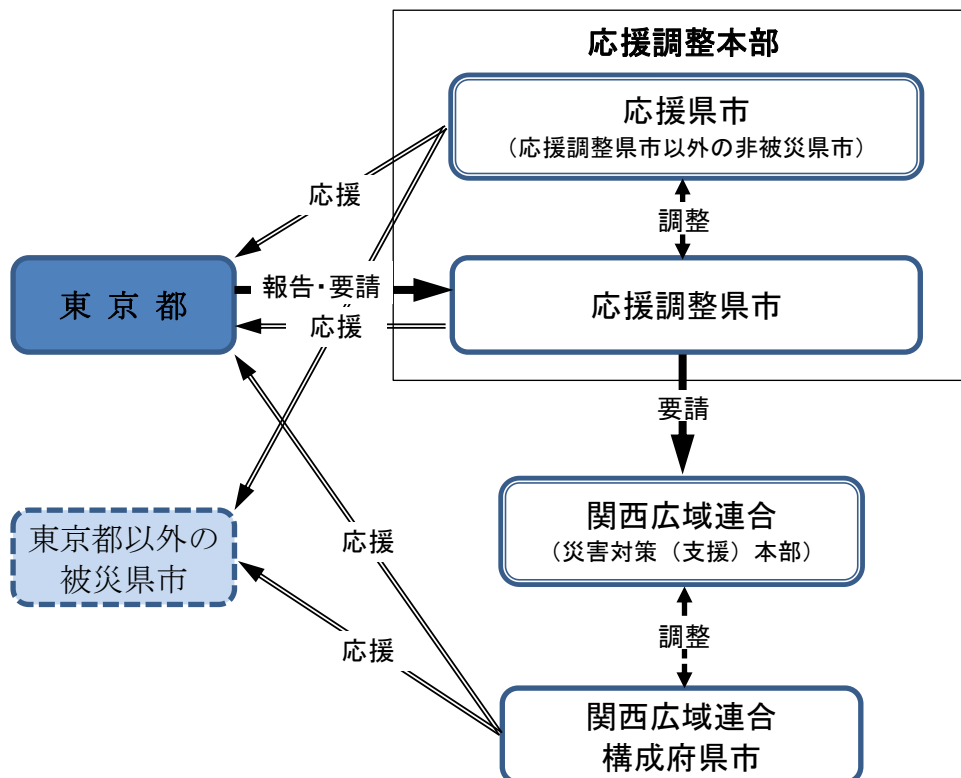 応援調整本部
応援県市
（応援調整県市以外の非被災県市）
応援
調整
東 京 都
報告・要請
応援調整県市
応援
要請
関西広域連合
（災害対策（支援）本部）
東京都以外の
被災県市
応援
調整
応援
関西広域連合
構成府県市